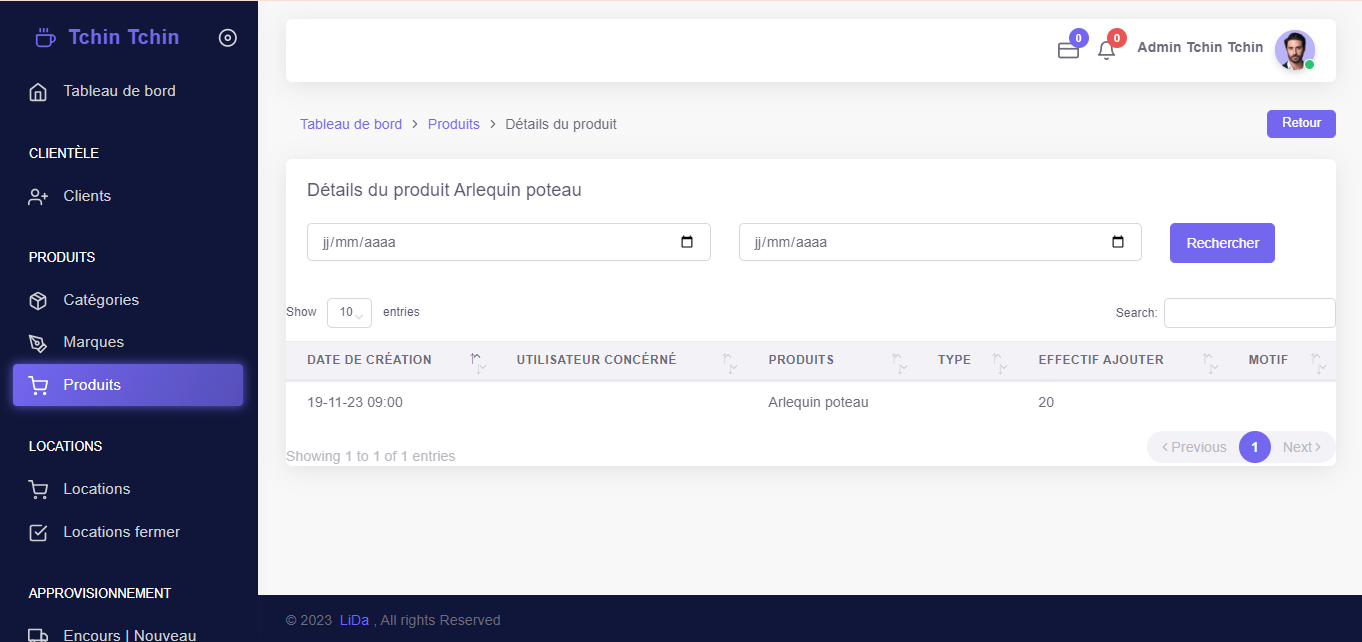 Tchin Tchin
Tableau de bord
CLIENTÈLE
Clients
PRODUITS
Catégories
Marques
Produits
LOCATIONS
Locations
Locations fermer
APPROVISIONNEMENT
Encours | Nouveau
0 0 Admin Tchin Tchin
Tableau de bord > Produits > Détails du produit
Retour
Détails du produit Arlequin poteau
jj/mm/aaaa jj/mm/aaaa Rechercher
Show 10 entries Search:
DATE DE CRÉATION UTILISATEUR CONCÉRNÉ PRODUITS TYPE EFFECTIF AJOUTER MOTIF
19-11-23 09:00 Arlequin poteau 20
Showing 1 to 1 of 1 entries
< Previous 1 Next >
© 2023 LiDa , All rights Reserved